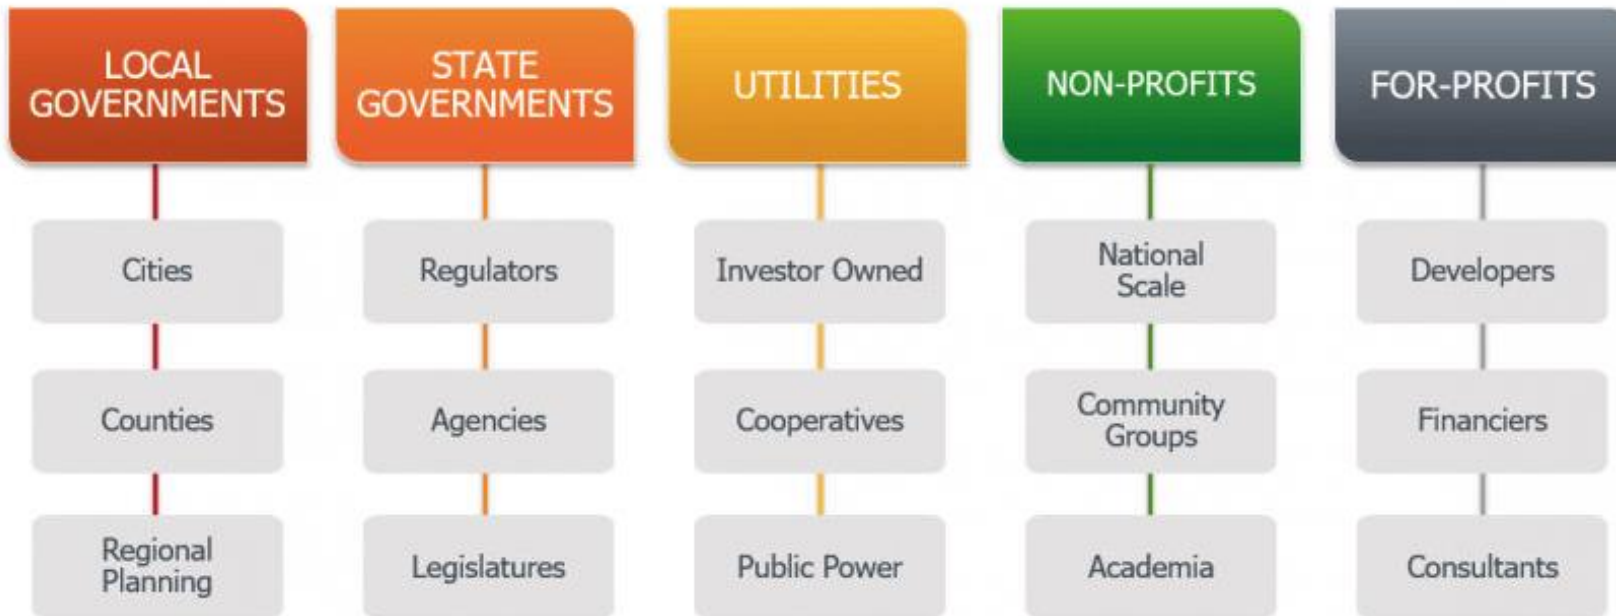 LOCAL
GOVERNMENTS
STATE
GOVERNMENTS
UTILITIES
NON-PROFITS
FOR-PROFITS
Cities
Regulators
Investor Owned
National
Scale
Developers
Counties
Agencies
Cooperatives
Community
Groups
Financiers
Regional
Planning
Legislatures
Public Power
Academia
Consultants